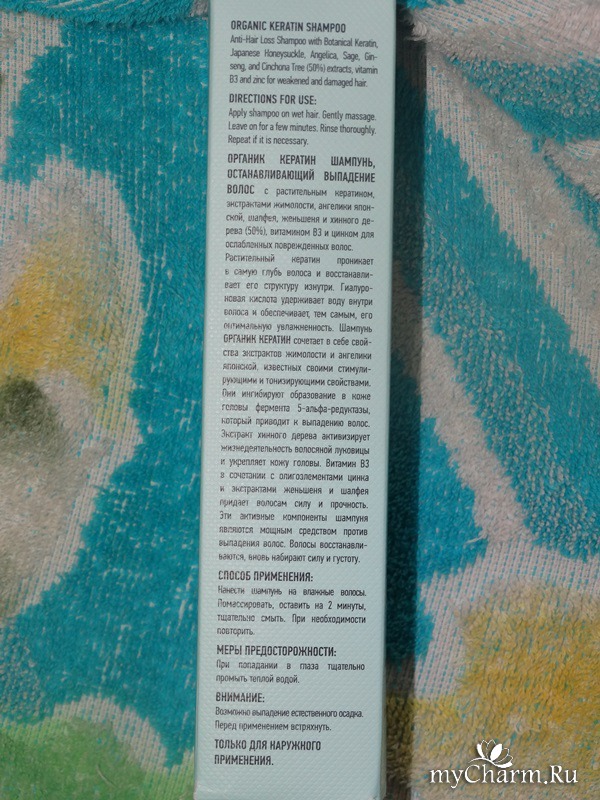 ORGANIC KERATIN SHAMPOO
Anti-Hair Loss Shampoo with Botanical Keratin,
Japanese Honeysuckle, Angelica, Sage, Gin-
seng, and Cinchona Tree (50%) extracts, vitamin
B3 and zinc for weakened and damaged hair.
DIRECTIONS FOR USE:
Apply shampoo on wet hair. Gently massage.
Leave on for a few minutes. Rinse thoroughly.
Repeat if it is necessary.
ОРГАНИК КЕРАТИН ШАМПУНЬ,
ОСТАНАВЛИВАЮЩИЙ ВЫПАДЕНИЕ
ВОЛОС с растительным кератином,
экстрактами жимолости, ангелики япон-
ской, шалфея, женьшеня и хинного де-
рева (50%), витамином В3 и цинком для
ослабленных поврежденных волос.
Растительный кератин проникает
в самую глубь волоса и восстанавли-
вает его структуру изнутри. Гиалуро-
новая кислота удерживает воду внутри
волоса и обеспечивает, тем самым, его
оптимальную увлажненность. Шампунь
ОРГАНИК КЕРАТИН сочетает в себе свой-
ства экстрактов жимолости и ангелики
японской, известных своими стимули-
рующими и тонизирующими свойствами.
Они ингибируют образование в коже
головы фермента 5-альфа-редуктазы,
который приводит к выпадению волос.
Экстракт хинного дерева активизирует
жизнедеятельность волосяной луковицы
и укрепляет кожу головы. Витамин В3
в сочетании с олигоэлементами цинка
и экстрактами женьшеня и шалфея
придает волосам силу и прочность.
Эти активные компоненты шампуня
являются мощным средством против
выпадения волос. Волосы восстанавли-
ваются, вновь набирают силу и густоту.
СПОСОБ ПРИМЕНЕНИЯ:
Нанести шампунь на влажные волосы.
Помассировать, оставить на 2 минуты,
тщательно смыть. При необходимости
повторить.
МЕРЫ ПРЕДОСТОРОЖНОСТИ:
При попадании в глаза тщательно
промыть теплой водой.
ВНИМАНИЕ:
Возможно выпадение естественного осадка.
Перед применением встряхнуть.
ТОЛЬКО ДЛЯ НАРУЖНОГО
ПРИМЕНЕНИЯ.
myCharm.Ru